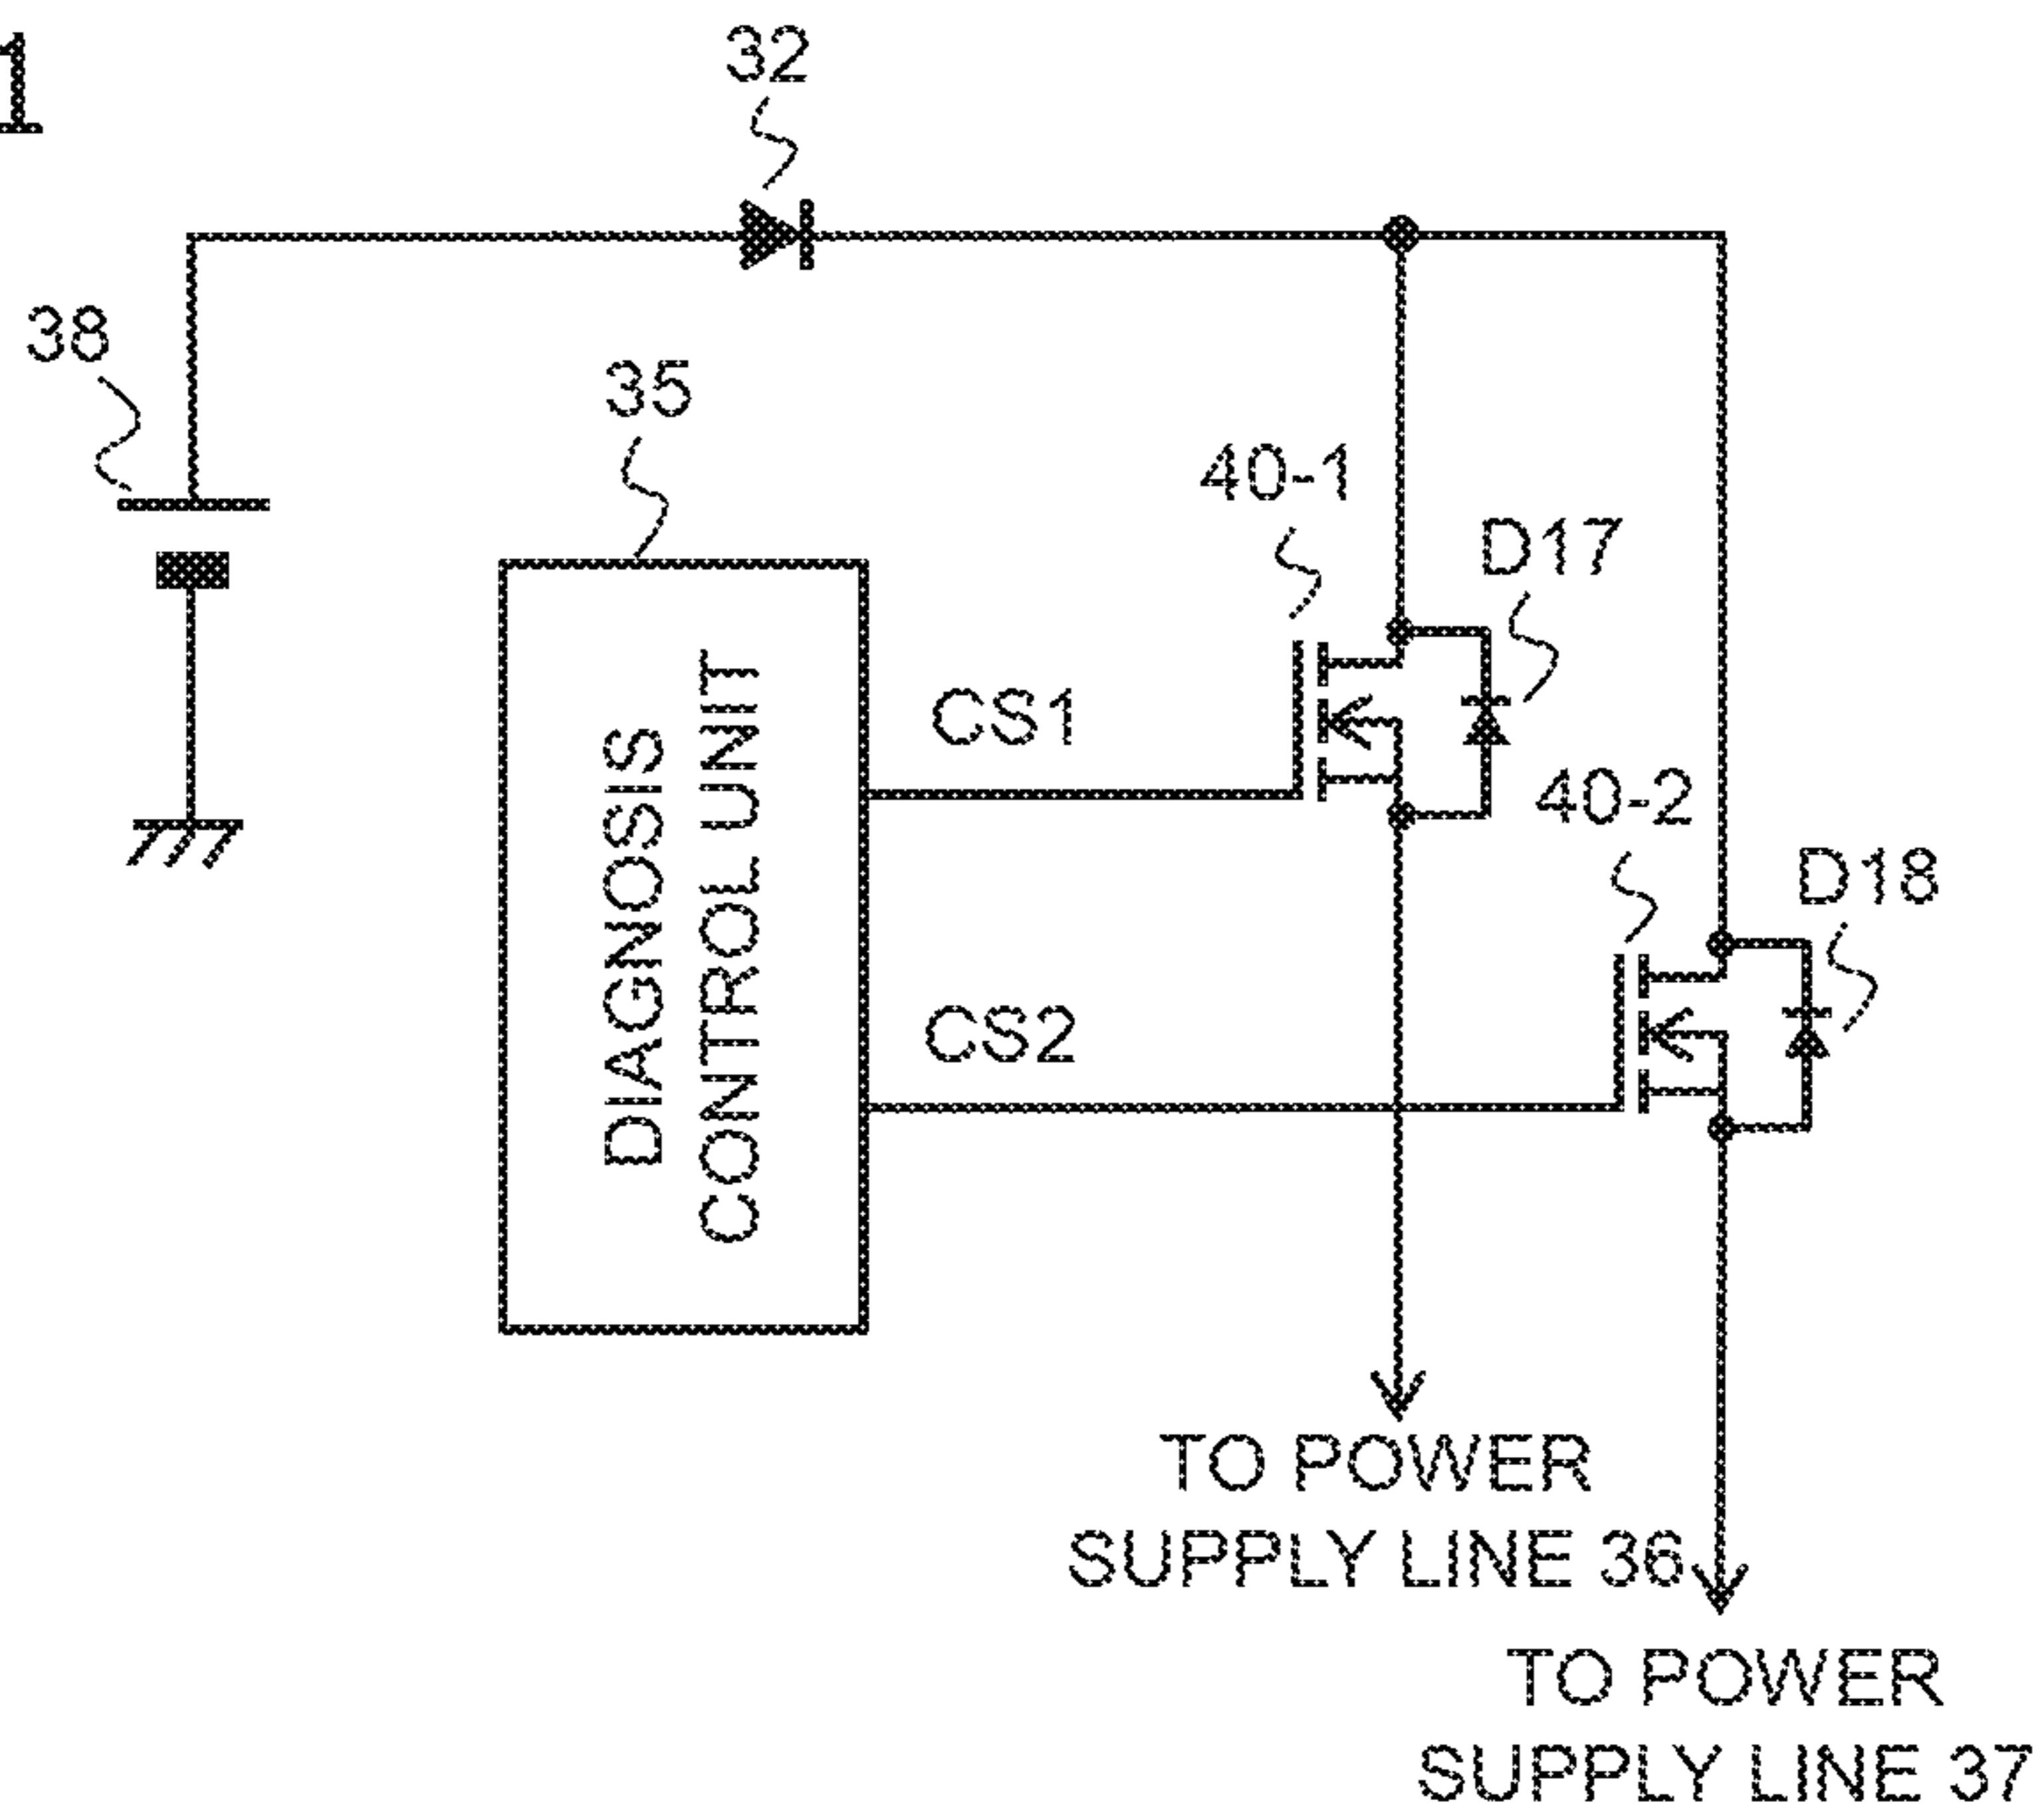 1
32
38
35
40-1
D17
CS1
40-2
D18
DIAGNOSIS
CONTROL UNIT
CS2
TO POWER
SUPPLY LINE 36
TO POWER
SUPPLY LINE 37